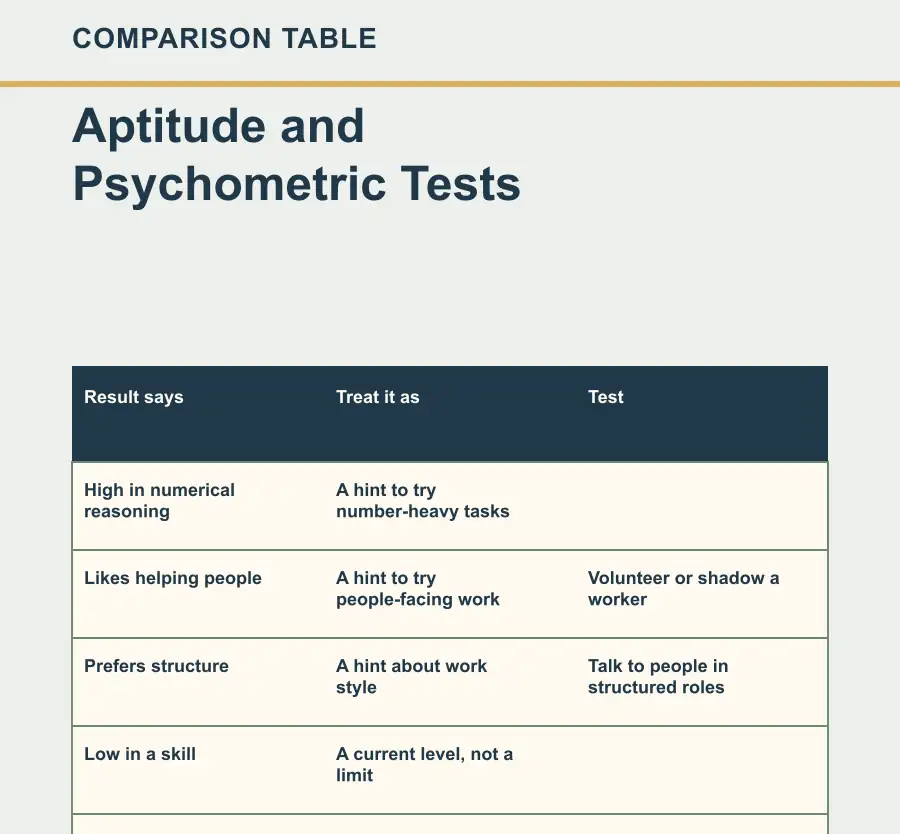 COMPARISON TABLE
Aptitude and
Psychometric Tests
Result says
Treat it as
Test
High in numerical
reasoning
A hint to try
number-heavy tasks
Likes helping people
A hint to try
people-facing work
Volunteer or shadow a
worker
Prefers structure
A hint about work
style
Talk to people in
structured roles
Low in a skill
A current level, not a
limit